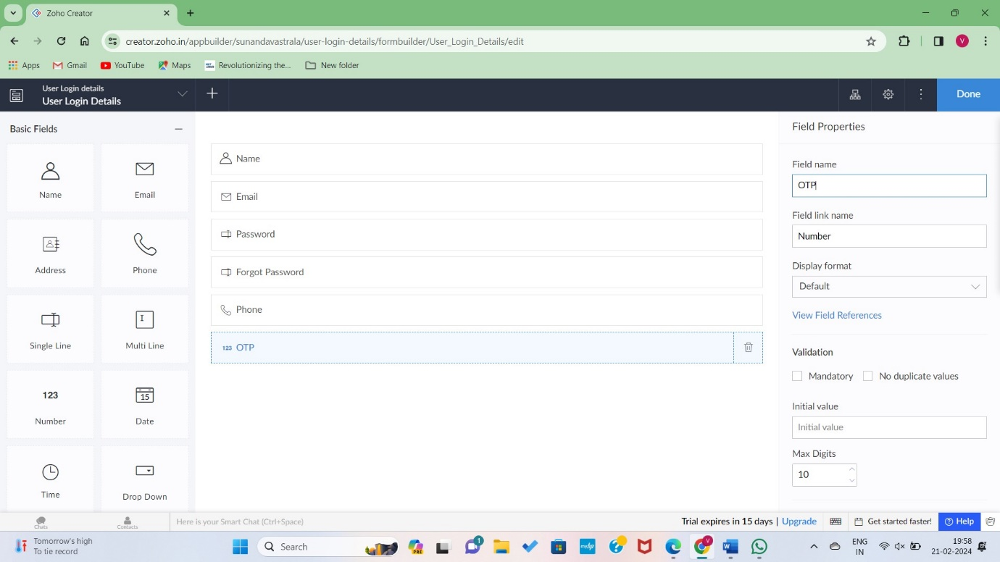 Zoho Creator
creator.zoho.in/appbuilder/sunandavastrala/user-login-details/formbuilder/User_Login_Details/edit
V
Apps
Gmail
YouTube
Maps
Revolutionizing the...
New folder
User Login details
User Login Details
Done
Basic Fields
Name
Email
Address
Phone
Single Line
Multi Line
123
Number
15
Date
Time
Drop Down
Name
Email
Password
Forgot Password
Phone
123 OTP
Field Properties
Field name
OTP
Field link name
Number
Display format
Default
View Field References
Validation
Mandatory
No duplicate values
Initial value
Initial value
Max Digits
10
Chats
Contacts
Here is your Smart Chat (Ctrl+Space)
Trial expires in 15 days | Upgrade
Get started faster!
Help
Tomorrow's high
To tie record
Search
PRE
1
myhp
V
ENG
IN
19:58
21-02-2024